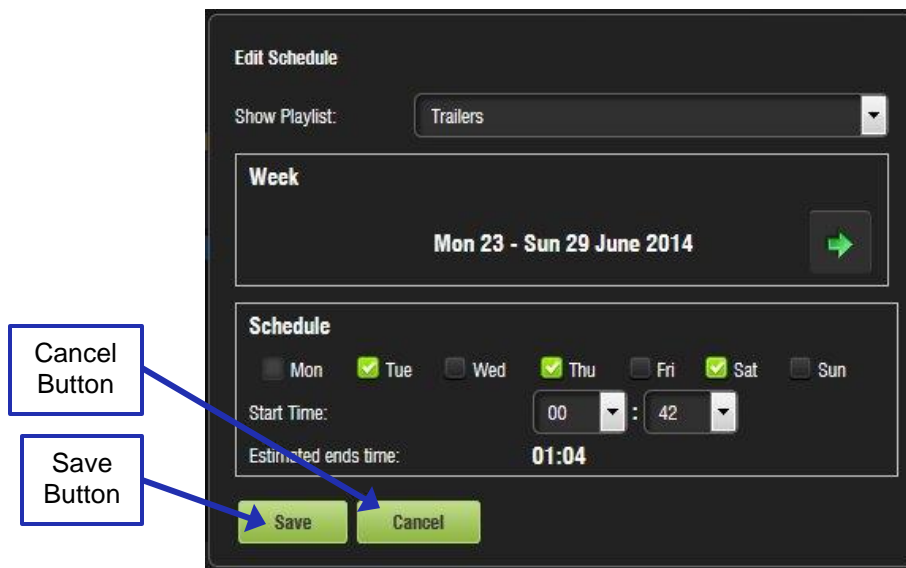 Edit Schedule
Show Playlist: Trailers
Week
Mon 23 - Sun 29 June 2014
Schedule
Mon Tue Wed Thu Fri Sat Sun
Start Time: 00 : 42
Estimated ends time: 01:04
Save Cancel
Cancel
Button
Save
Button